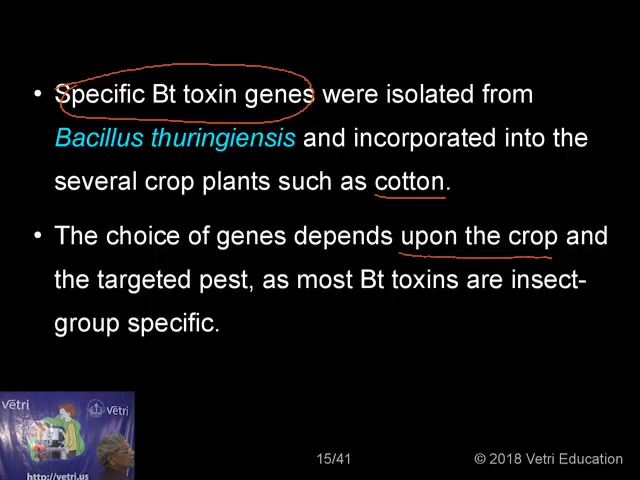 • Specific Bt toxin genes were isolated from
Bacillus thuringiensis and incorporated into the
several crop plants such as cotton.
• The choice of genes depends upon the crop and
the targeted pest, as most Bt toxins are insect-
group specific.
vetri
vetri
http://vetri.us
15/41
© 2018 Vetri Education